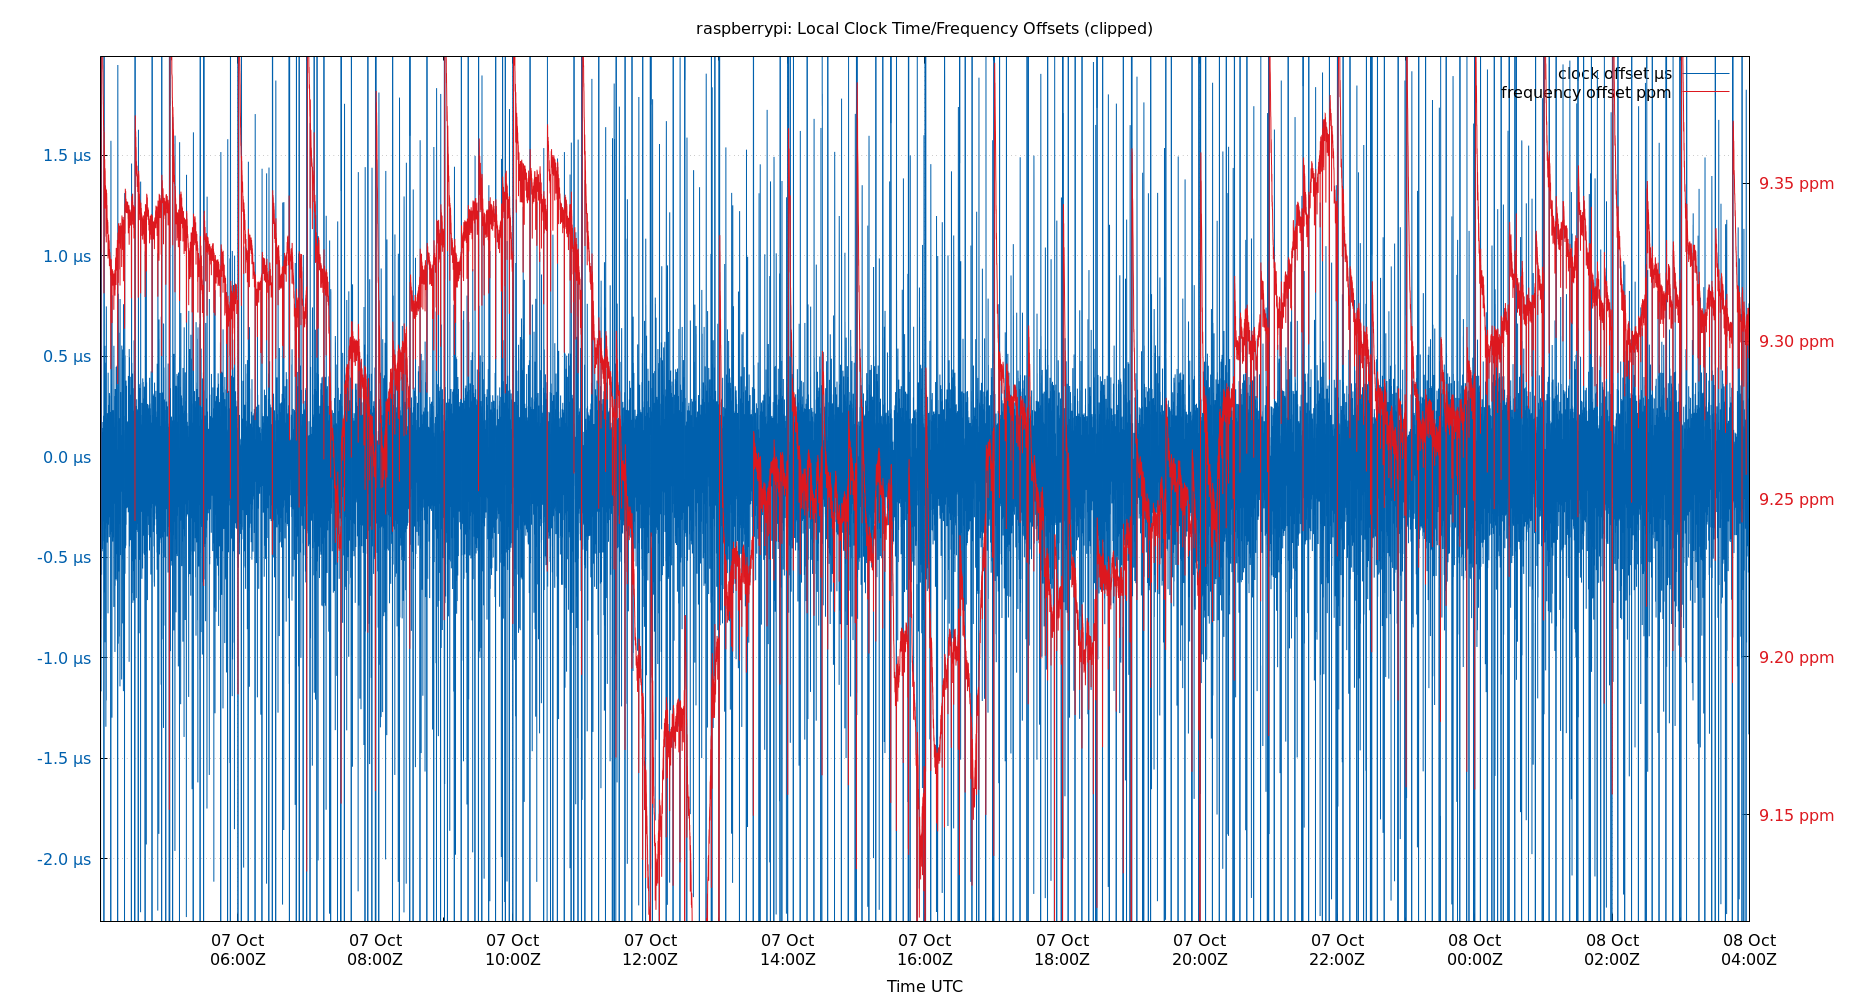 raspberrypi: Local Clock Time/Frequency Offsets (clipped)
clock offset µs
frequency offset ppm
1.5 µs
1.0 µs
0.5 µs
0.0 µs
-0.5 µs
-1.0 µs
-1.5 µs
-2.0 µs
9.35 ppm
9.30 ppm
9.25 ppm
9.20 ppm
9.15 ppm
07 Oct 07 Oct 07 Oct 07 Oct 07 Oct 07 Oct 07 Oct 07 Oct 07 Oct 08 Oct 08 Oct 08 Oct
06:00Z 08:00Z 10:00Z 12:00Z 14:00Z 16:00Z 18:00Z 20:00Z 22:00Z 00:00Z 02:00Z 04:00Z
Time UTC